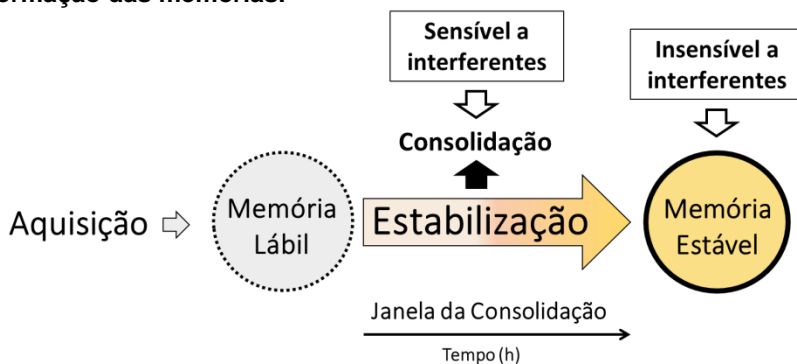 Sensível a
interferentes
Insensível a
interferentes
Consolidação
Aquisição
Memória
Lábil
Estabilização
Memória
Estável
Janela da Consolidação
Tempo (h)